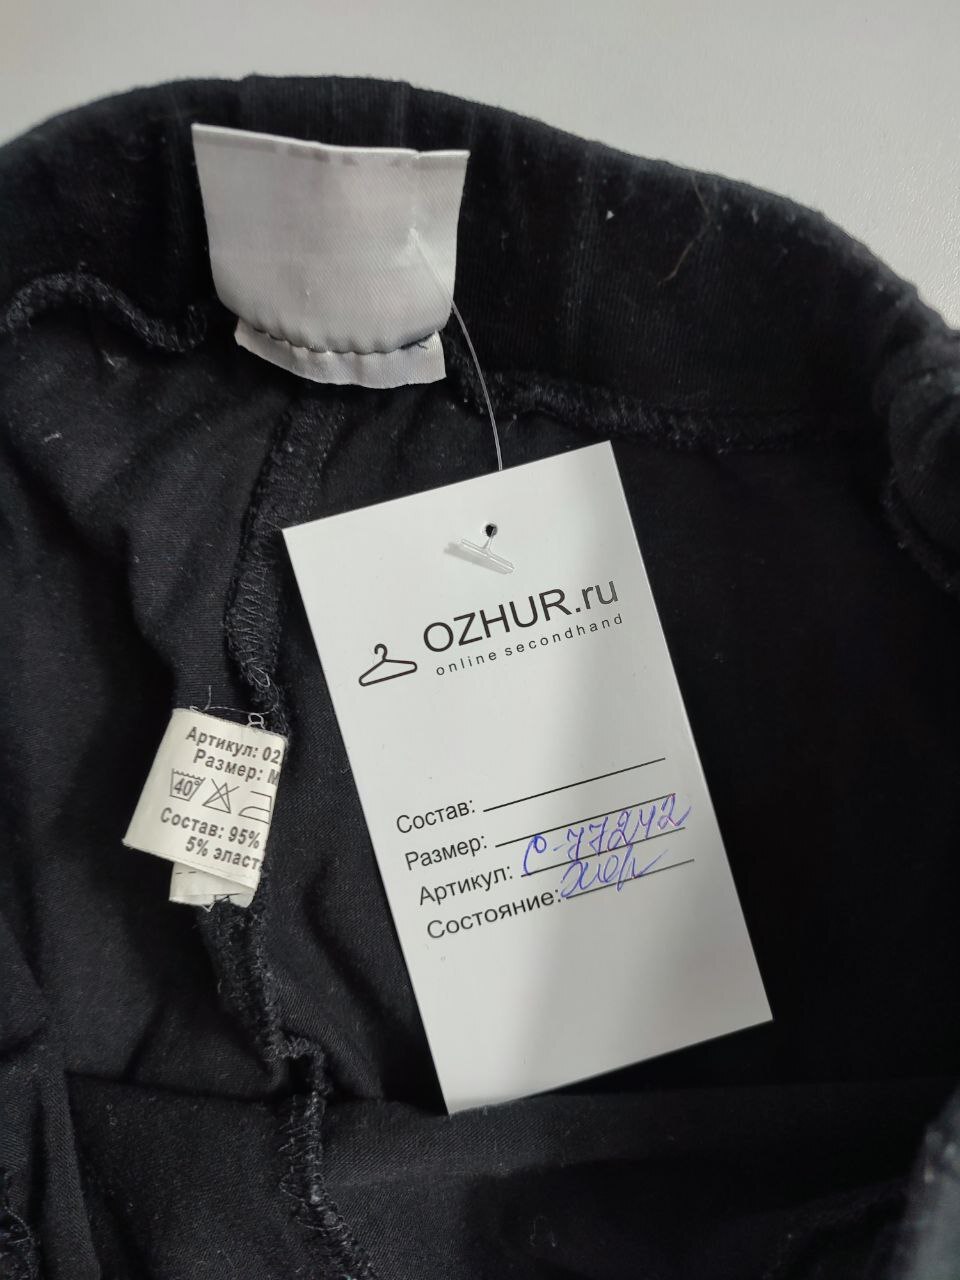 OZHUR.ru
online secondhand
Состав:
Размер:
Артикул: С-77242
Состояние: хор
Артикул: 02
Размер: M
40°
Состав: 95%
5% эласт